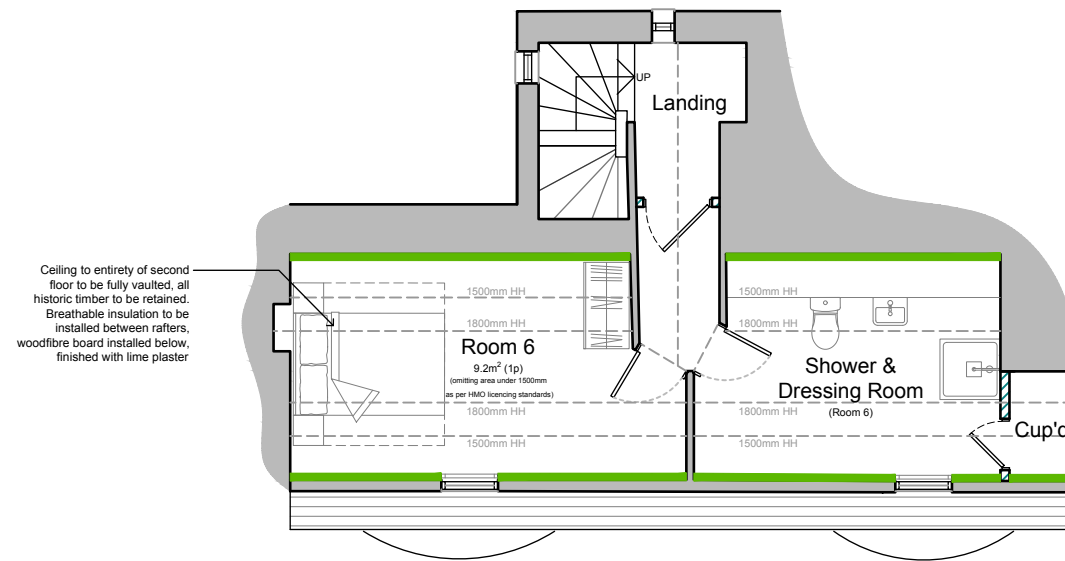 UP
Landing
Ceiling to entirety of second
floor to be fully vaulted, all
historic timber to be retained.
Breathable insulation to be
installed between rafters,
woodfibre board installed below,
finished with lime plaster
1500mm HH
1800mm HH
Room 6
9.2m² (1p)
(omitting area under 1500mm
as per HMO licencing standards)
1800mm HH
1500mm HH
1500mm HH
1800mm HH
Shower &
Dressing Room
(Room 6)
1800mm HH
1500mm HH
Cup'd